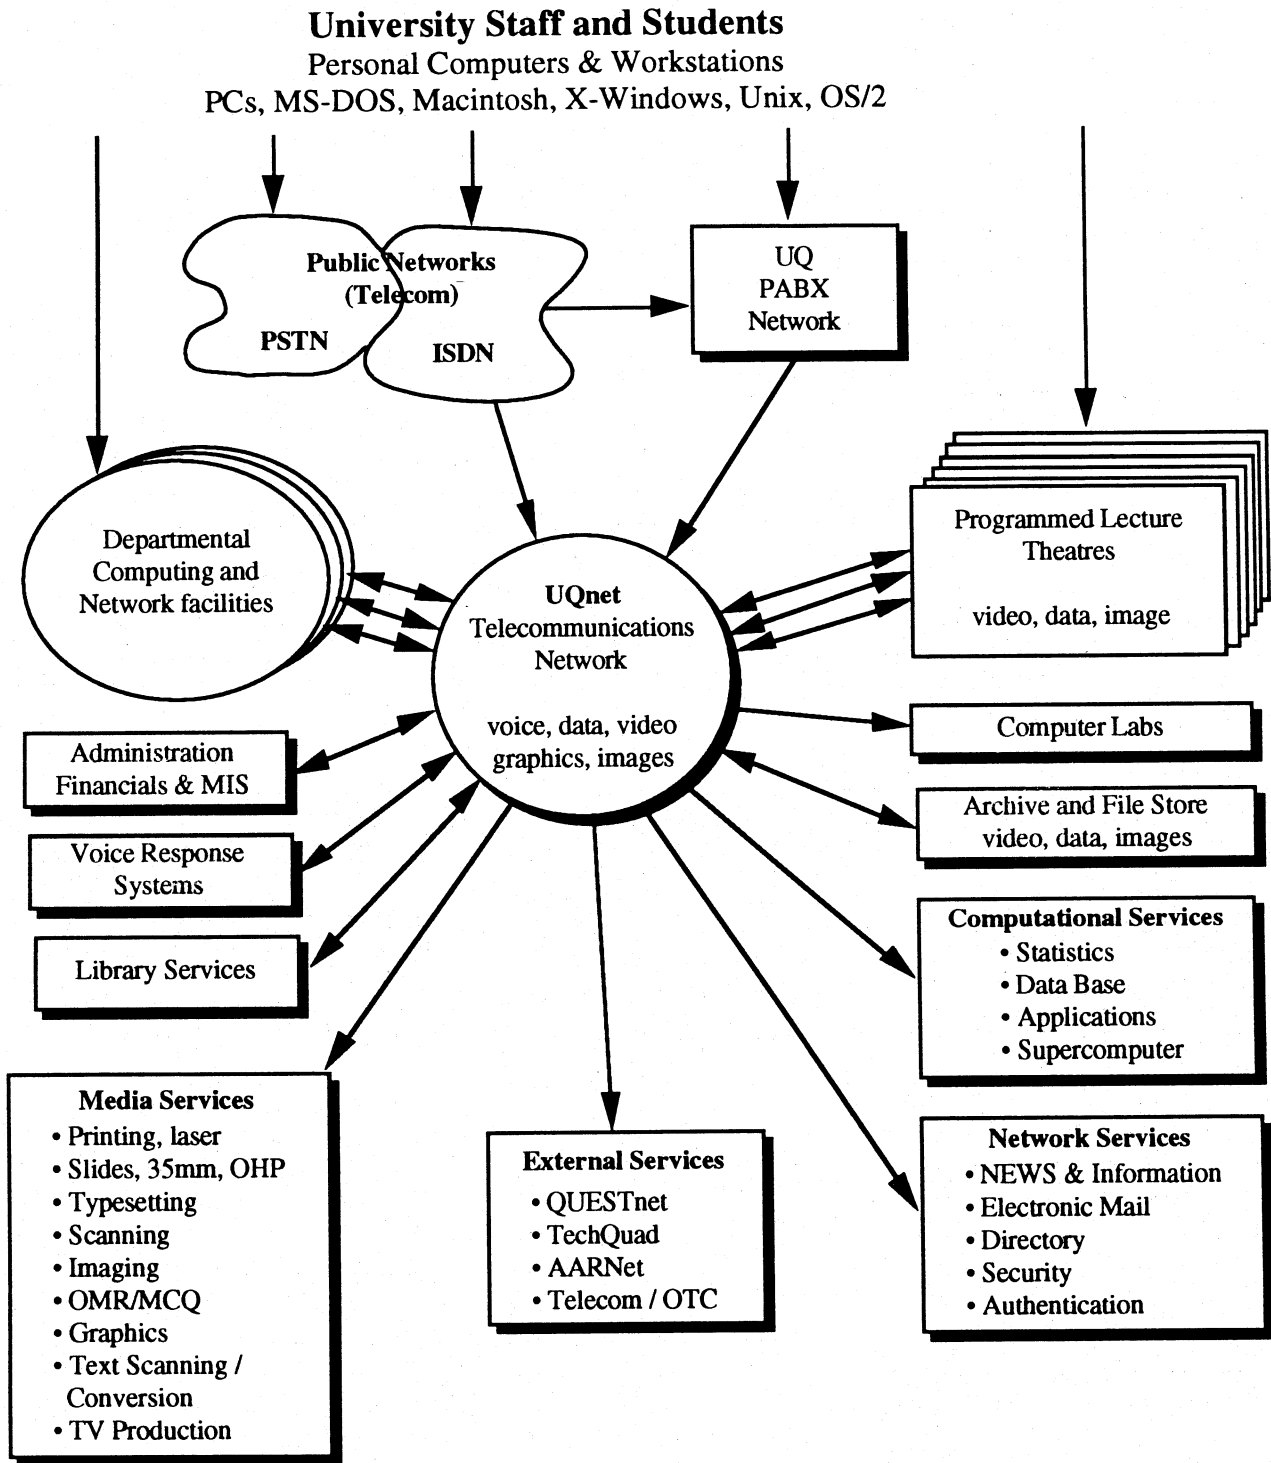 University Staff and Students
Personal Computers & Workstations
PCs, MS-DOS, Macintosh, X-Windows, Unix, OS/2
Public Networks
(Telecom)
PSTN
ISDN
UQ
PABX
Network
Departmental
Computing and
Network facilities
UQnet
Telecommunications
Network
voice, data, video
graphics, images
Programmed Lecture
Theatres
video, data, image
Administration
Financials & MIS
Voice Response
Systems
Library Services
Computer Labs
Archive and File Store
video, data, images
Computational Services
• Statistics
• Data Base
• Applications
• Supercomputer
Media Services
• Printing, laser
• Slides, 35mm, OHP
• Typesetting
• Scanning
• Imaging
• OMR/MCQ
• Graphics
• Text Scanning /
Conversion
• TV Production
External Services
• QUESTnet
• TechQuad
• AARNet
• Telecom / OTC
Network Services
• NEWS & Information
• Electronic Mail
• Directory
• Security
• Authentication